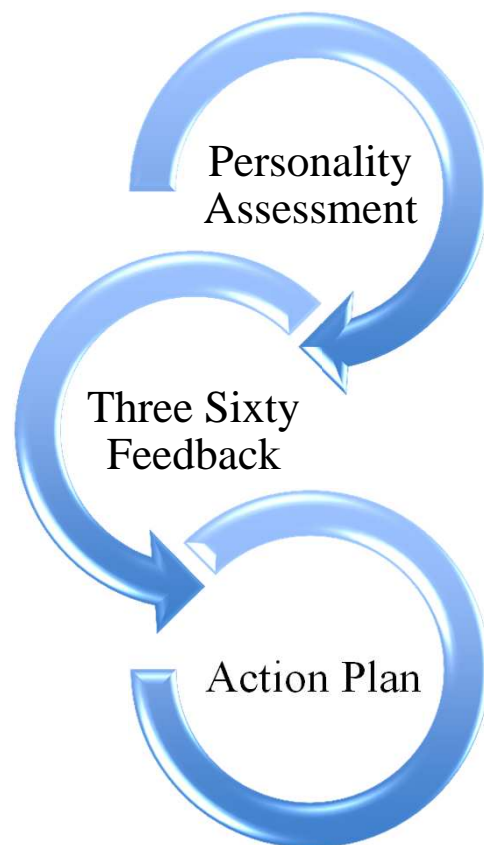 Personality
Assessment
Three Sixty
Feedback
Action Plan